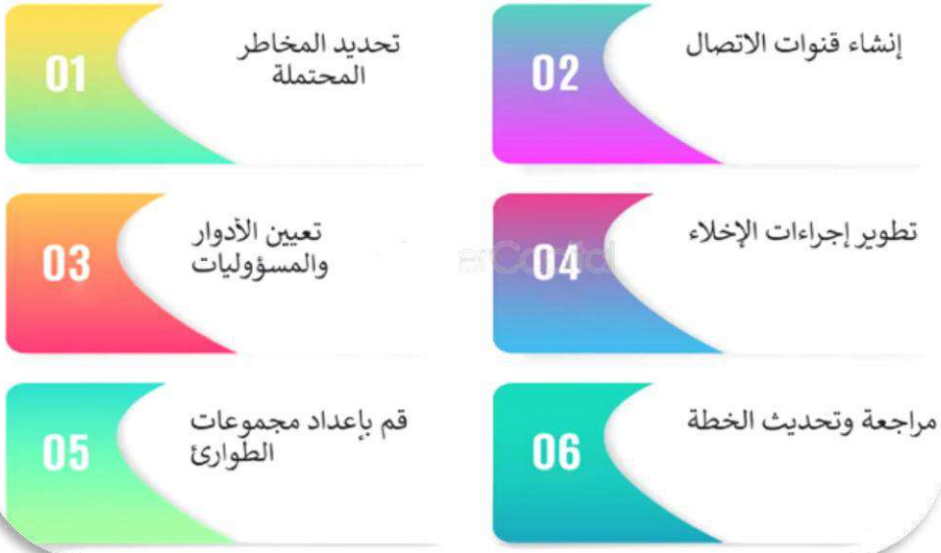 01
تحديد المخاطر
المحتملة
02
إنشاء قنوات الاتصال
03
تعيين الأدوار
والمسؤوليات
04
تطوير إجراءات الإخلاء
05
قم بإعداد مجموعات
الطوارئ
06
مراجعة وتحديث الخطة